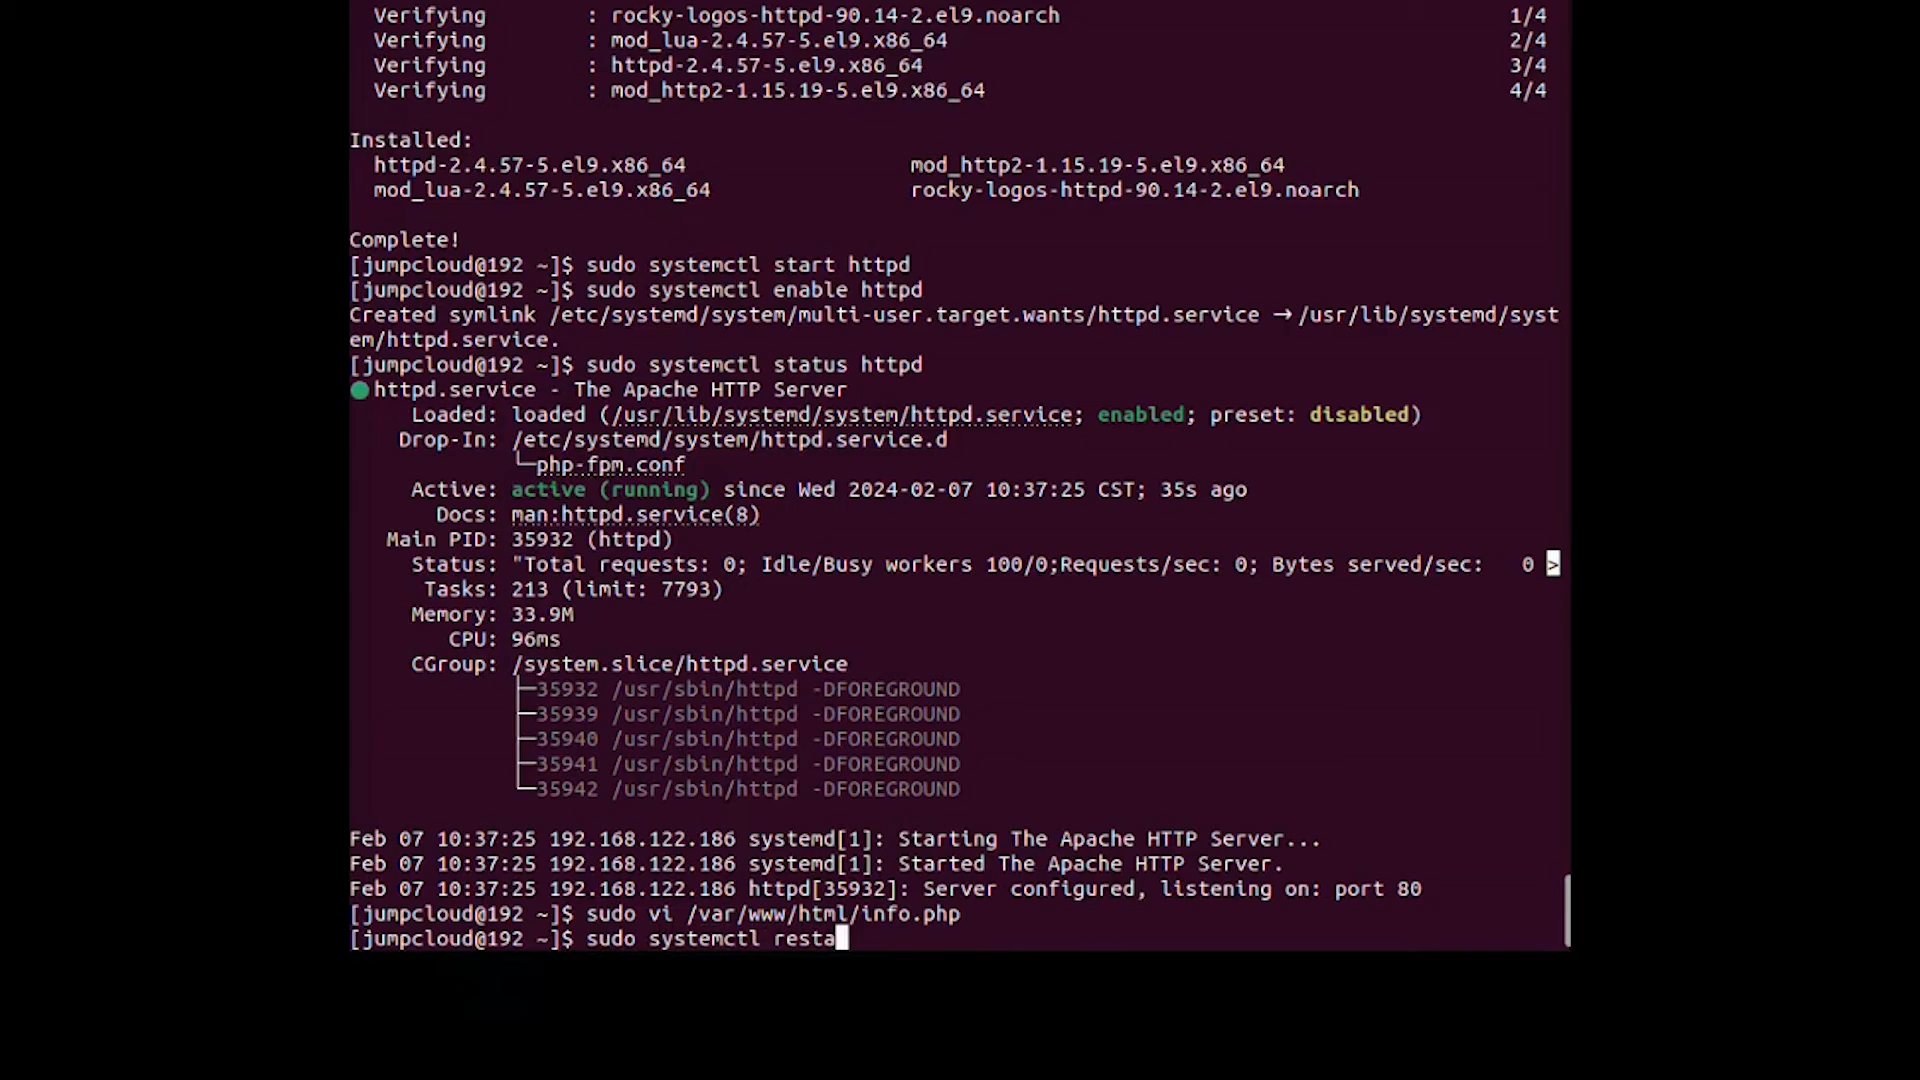 Verifying        : rocky-logos-httpd-90.14-2.el9.noarch                                    1/4
Verifying        : mod_lua-2.4.57-5.el9.x86_64                                             2/4
Verifying        : httpd-2.4.57-5.el9.x86_64                                               3/4
Verifying        : mod_http2-1.15.19-5.el9.x86_64                                          4/4
Installed:
httpd-2.4.57-5.el9.x86_64                  mod_http2-1.15.19-5.el9.x86_64
mod_lua-2.4.57-5.el9.x86_64                rocky-logos-httpd-90.14-2.el9.noarch
Complete!
[jumpcloud@192 ~]$ sudo systemctl start httpd
[jumpcloud@192 ~]$ sudo systemctl enable httpd
Created symlink /etc/systemd/system/multi-user.target.wants/httpd.service → /usr/lib/systemd/syst
em/httpd.service.
[jumpcloud@192 ~]$ sudo systemctl status httpd
● httpd.service - The Apache HTTP Server
Loaded: loaded (/usr/lib/systemd/system/httpd.service; enabled; preset: disabled)
Drop-In: /etc/systemd/system/httpd.service.d
└─php-fpm.conf
Active: active (running) since Wed 2024-02-07 10:37:25 CST; 35s ago
Docs: man:httpd.service(8)
Main PID: 35932 (httpd)
Status: "Total requests: 0; Idle/Busy workers 100/0;Requests/sec: 0; Bytes served/sec:   0 >
Tasks: 213 (limit: 7793)
Memory: 33.9M
CPU: 96ms
CGroup: /system.slice/httpd.service
├─35932 /usr/sbin/httpd -DFOREGROUND
├─35939 /usr/sbin/httpd -DFOREGROUND
├─35940 /usr/sbin/httpd -DFOREGROUND
├─35941 /usr/sbin/httpd -DFOREGROUND
└─35942 /usr/sbin/httpd -DFOREGROUND
Feb 07 10:37:25 192.168.122.186 systemd[1]: Starting The Apache HTTP Server...
Feb 07 10:37:25 192.168.122.186 systemd[1]: Started The Apache HTTP Server.
Feb 07 10:37:25 192.168.122.186 httpd[35932]: Server configured, listening on: port 80
[jumpcloud@192 ~]$ sudo vi /var/www/html/info.php
[jumpcloud@192 ~]$ sudo systemctl resta